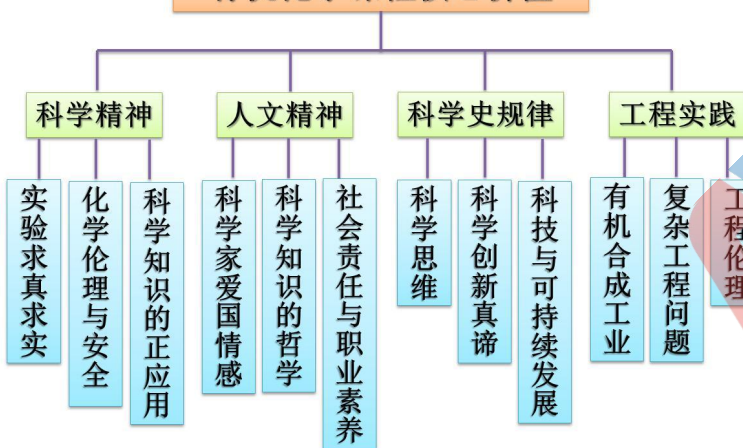 科学精神
人文精神
科学史规律
工程实践
实验求真求实
化学伦理与安全
科学知识的正应用
科学家爱国情感
科学知识的哲学
社会责任与职业素养
科学思维
科学创新真谛
科技与可持续发展
有机合成工业
复杂工程问题
工程伦理